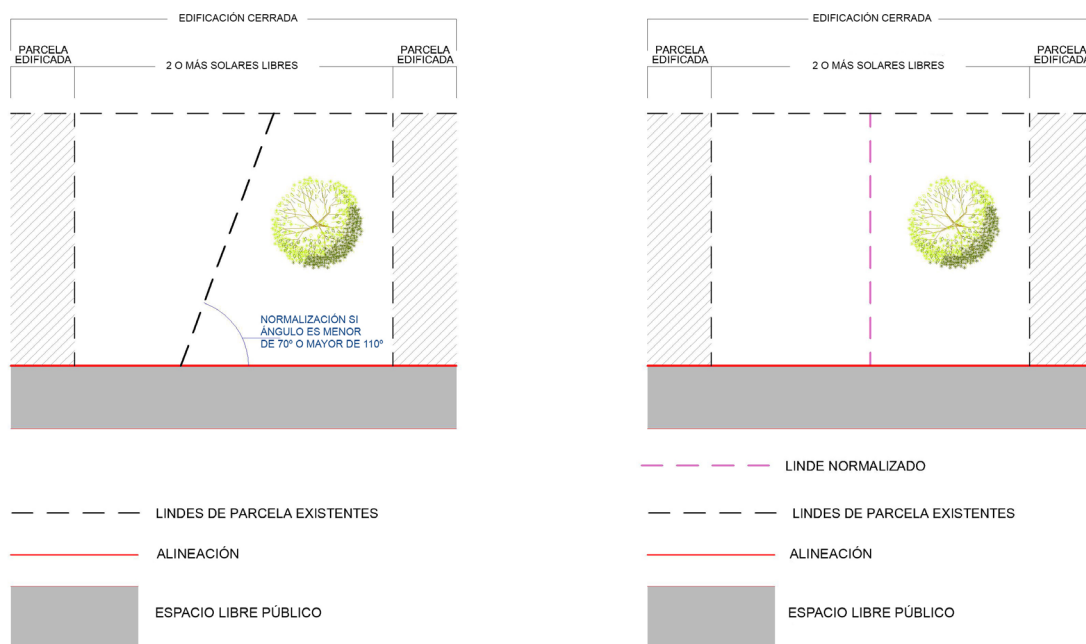 EDIFICACIÓN CERRADA
PARCELA
EDIFICADA
2 O MÁS SOLARES LIBRES
PARCELA
EDIFICADA
NORMALIZACIÓN SI
ÁNGULO ES MENOR
DE 70º O MAYOR DE 110º
LINDES DE PARCELA EXISTENTES
ALINEACIÓN
ESPACIO LIBRE PÚBLICO
EDIFICACIÓN CERRADA
PARCELA
EDIFICADA
2 O MÁS SOLARES LIBRES
PARCELA
EDIFICADA
LINDE NORMALIZADO
LINDES DE PARCELA EXISTENTES
ALINEACIÓN
ESPACIO LIBRE PÚBLICO